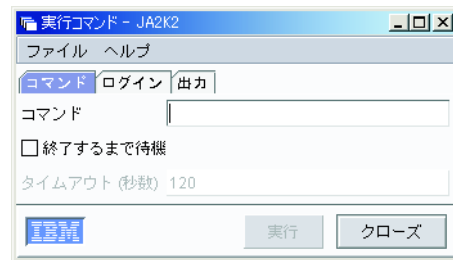 実行コマンド - JA2K2
ファイル ヘルプ
コマンド ログイン 出力
コマンド
終了するまで待機
タイムアウト (秒数) 120
IBM 実行 クローズ